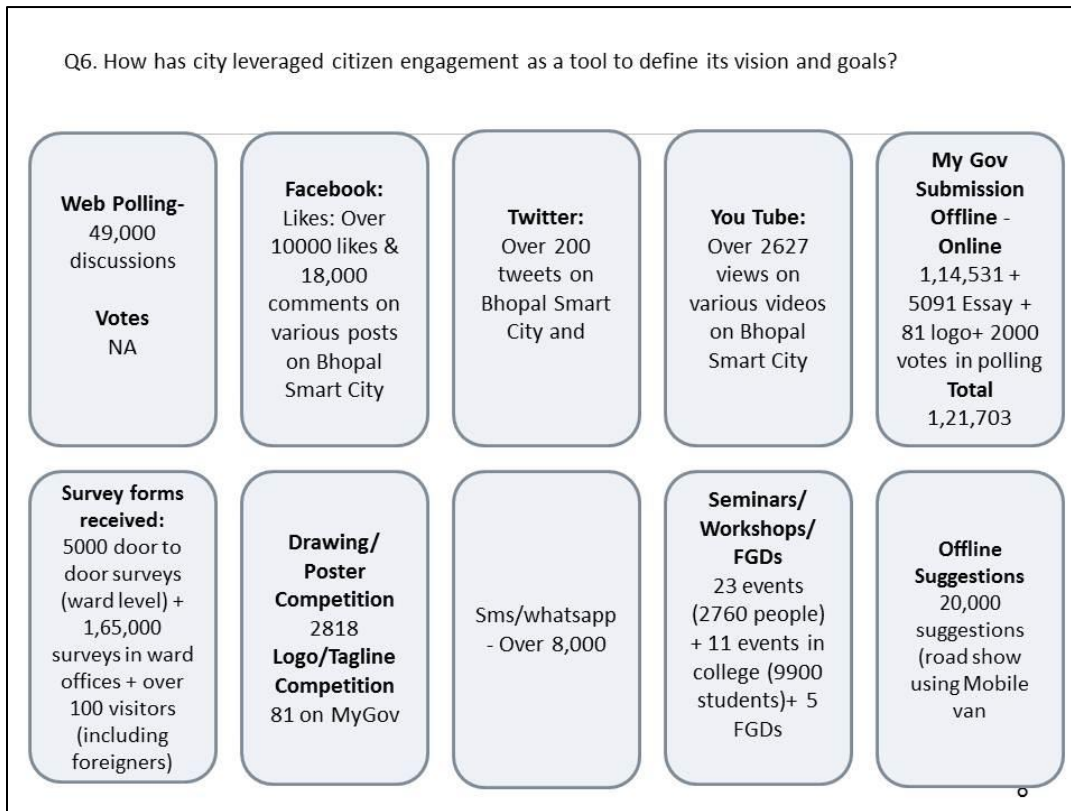 Q6. How has city leveraged citizen engagement as a tool to define its vision and goals?
Web Polling-
49,000
discussions
Votes
NA
Facebook:
Likes: Over
10000 likes &
18,000
comments on
various posts
on Bhopal
Smart City
Twitter:
Over 200
tweets on
Bhopal Smart
City and
You Tube:
Over 2627
views on
various videos
on Bhopal
Smart City
My Gov
Submission
Offline -
Online
1,14,531 +
5091 Essay +
81 logo+ 2000
votes in polling
Total
1,21,703
Survey forms
received:
5000 door to
door surveys
(ward level) +
1,65,000
surveys in ward
offices + over
100 visitors
(including
foreigners)
Drawing/
Poster
Competition
2818
Logo/Tagline
Competition
81 on MyGov
Sms/whatsapp
- Over 8,000
Seminars/
Workshops/
FGDs
23 events
(2760 people)
+ 11 events in
college (9900
students)+ 5
FGDs
Offline
Suggestions
20,000
suggestions
(road show
using Mobile
van